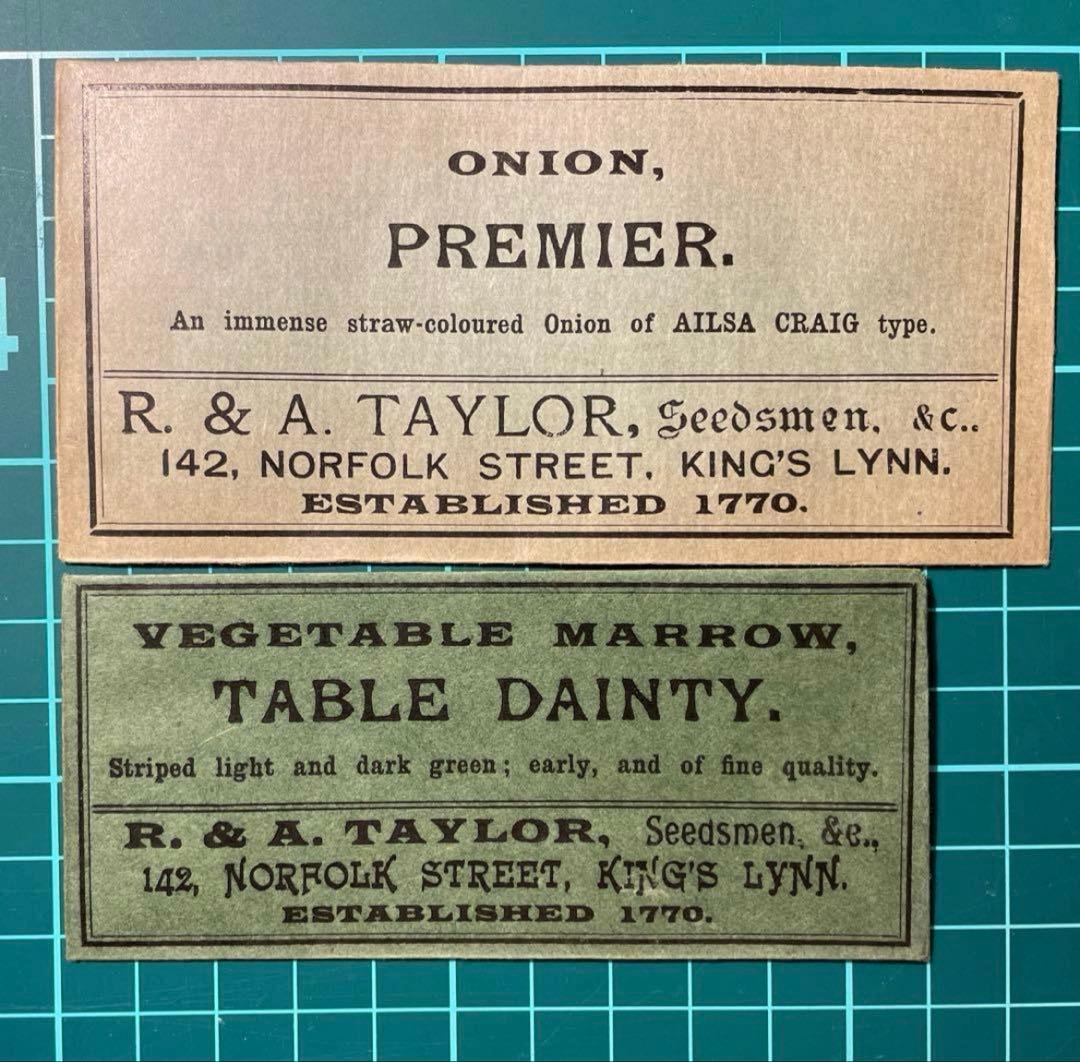 ONION,
PREMIER.
An immense straw-coloured Onion of AILSA CRAIG type.
R. & A. TAYLOR, Seedsmen, &c..
142, NORFOLK STREET, KING'S LYNN.
ESTABLISHED 1770.
VEGETABLE MARROW,
TABLE DAINTY.
Striped light and dark green; early, and of fine quality.
R. & A. TAYLOR, Seedsmen, &c.,
142, NORFOLK STREET, KING'S LYNN.
ESTABLISHED 1770.